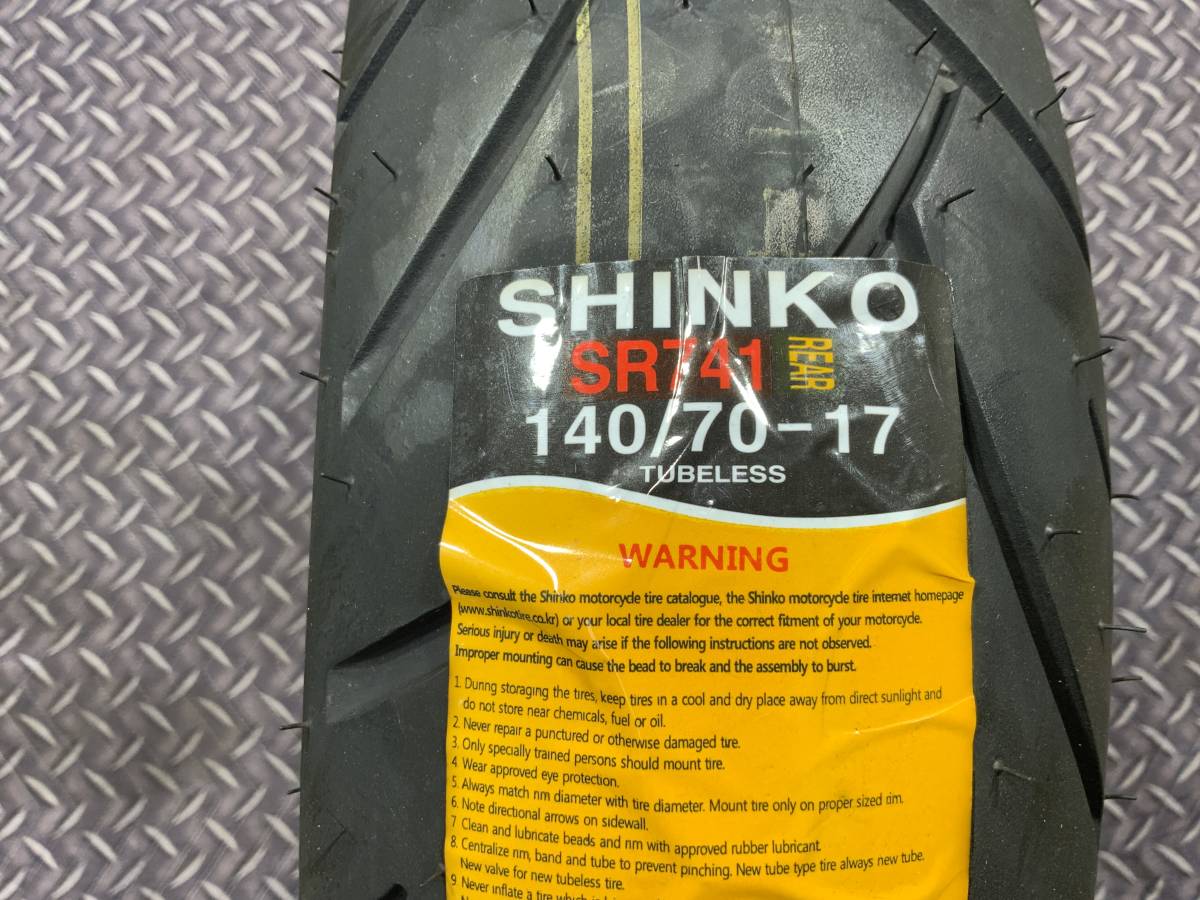 SHINKO
SR741 REAR
140/70-17
TUBELESS
WARNING
Please consult the Shinko motorcycle tire catalogue, the Shinko motorcycle tire internet homepage
(www.shinkotire.co.kr) or your local tire dealer for the correct fitment of your motorcycle.
Serious injury or death may arise if the following instructions are not observed.
Improper mounting can cause the bead to break and the assembly to burst.
1. During storaging the tires, keep tires in a cool and dry place away from direct sunlight and
do not store near chemicals, fuel or oil.
2. Never repair a punctured or otherwise damaged tire.
3. Only specially trained persons should mount tire.
4. Wear approved eye protection.
5. Always match rim diameter with tire diameter. Mount tire only on proper sized rim.
6. Note directional arrows on sidewall.
7 Clean and lubricate beads and rim with approved rubber lubricant.
8. Centralize rim, band and tube to prevent pinching. New tube type tire always new tube.
New valve for new tubeless tire.
9 Never inflate a tire which